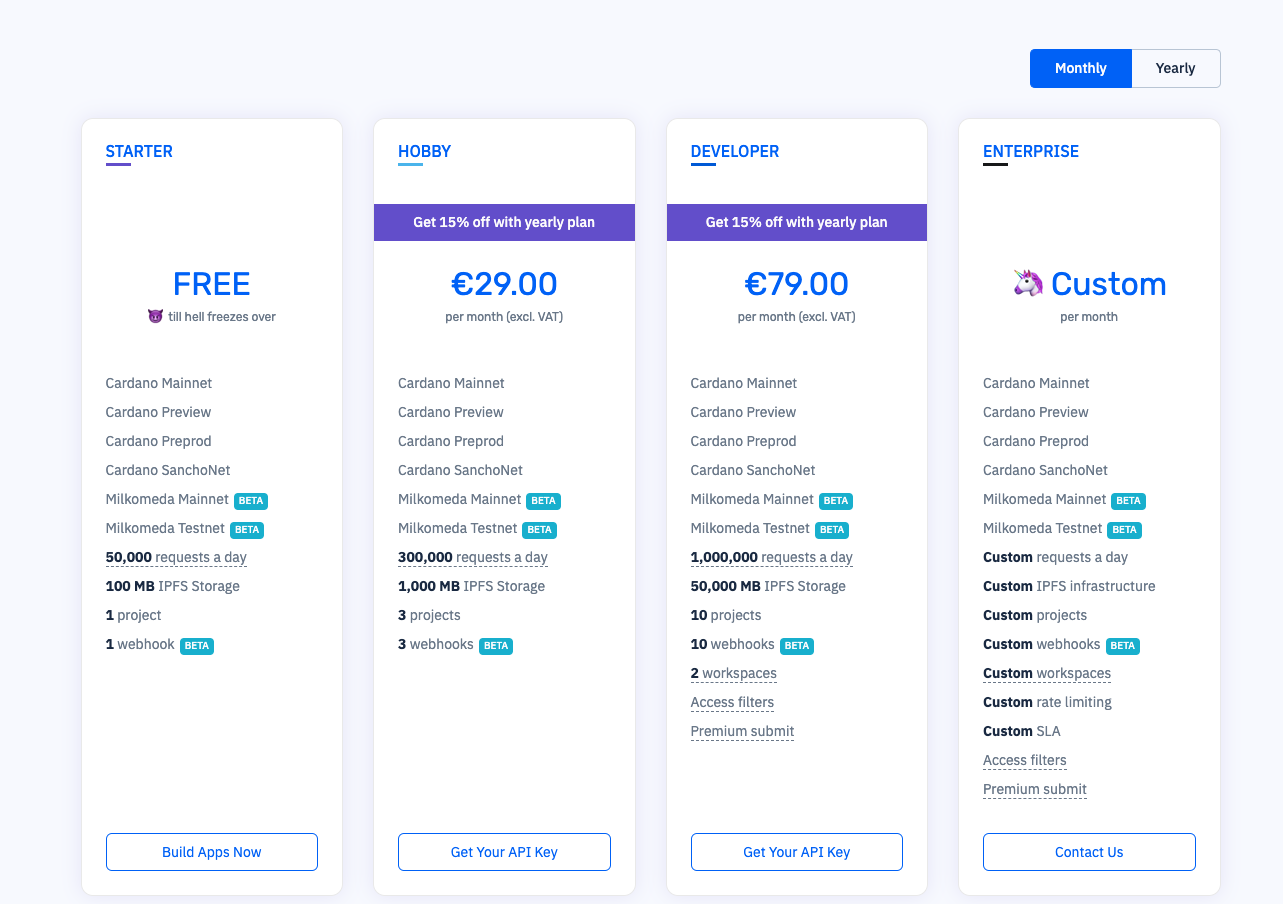 Monthly
Yearly
STARTER
FREE
till hell freezes over
Cardano Mainnet
Cardano Preview
Cardano Preprod
Cardano SanchoNet
Milkomeda Mainnet BETA
Milkomeda Testnet BETA
50,000 requests a day
100 MB IPFS Storage
1 project
1 webhook BETA
Build Apps Now
HOBBY
Get 15% off with yearly plan
€29.00
per month (excl. VAT)
Cardano Mainnet
Cardano Preview
Cardano Preprod
Cardano SanchoNet
Milkomeda Mainnet BETA
Milkomeda Testnet BETA
300,000 requests a day
1,000 MB IPFS Storage
3 projects
3 webhooks BETA
Get Your API Key
DEVELOPER
Get 15% off with yearly plan
€79.00
per month (excl. VAT)
Cardano Mainnet
Cardano Preview
Cardano Preprod
Cardano SanchoNet
Milkomeda Mainnet BETA
Milkomeda Testnet BETA
1,000,000 requests a day
50,000 MB IPFS Storage
10 projects
10 webhooks BETA
2 workspaces
Access filters
Premium submit
Get Your API Key
ENTERPRISE
Custom
per month
Cardano Mainnet
Cardano Preview
Cardano Preprod
Cardano SanchoNet
Milkomeda Mainnet BETA
Milkomeda Testnet BETA
Custom requests a day
Custom IPFS infrastructure
Custom projects
Custom webhooks BETA
Custom workspaces
Custom rate limiting
Custom SLA
Access filters
Premium submit
Contact Us